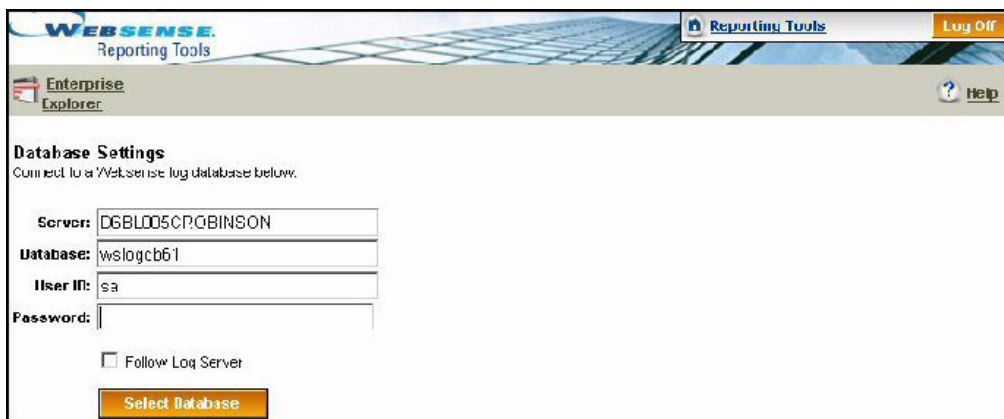 WEBSENSE.
Reporting Tools
Reporting Tools
Log Off
Enterprise
Explorer
Help
Database Settings
Connect to a Websense log database below.
Server: D6BL005CROBINSON
Database: wslogdb61
User ID: sa
Password:
Follow Log Server
Select Database